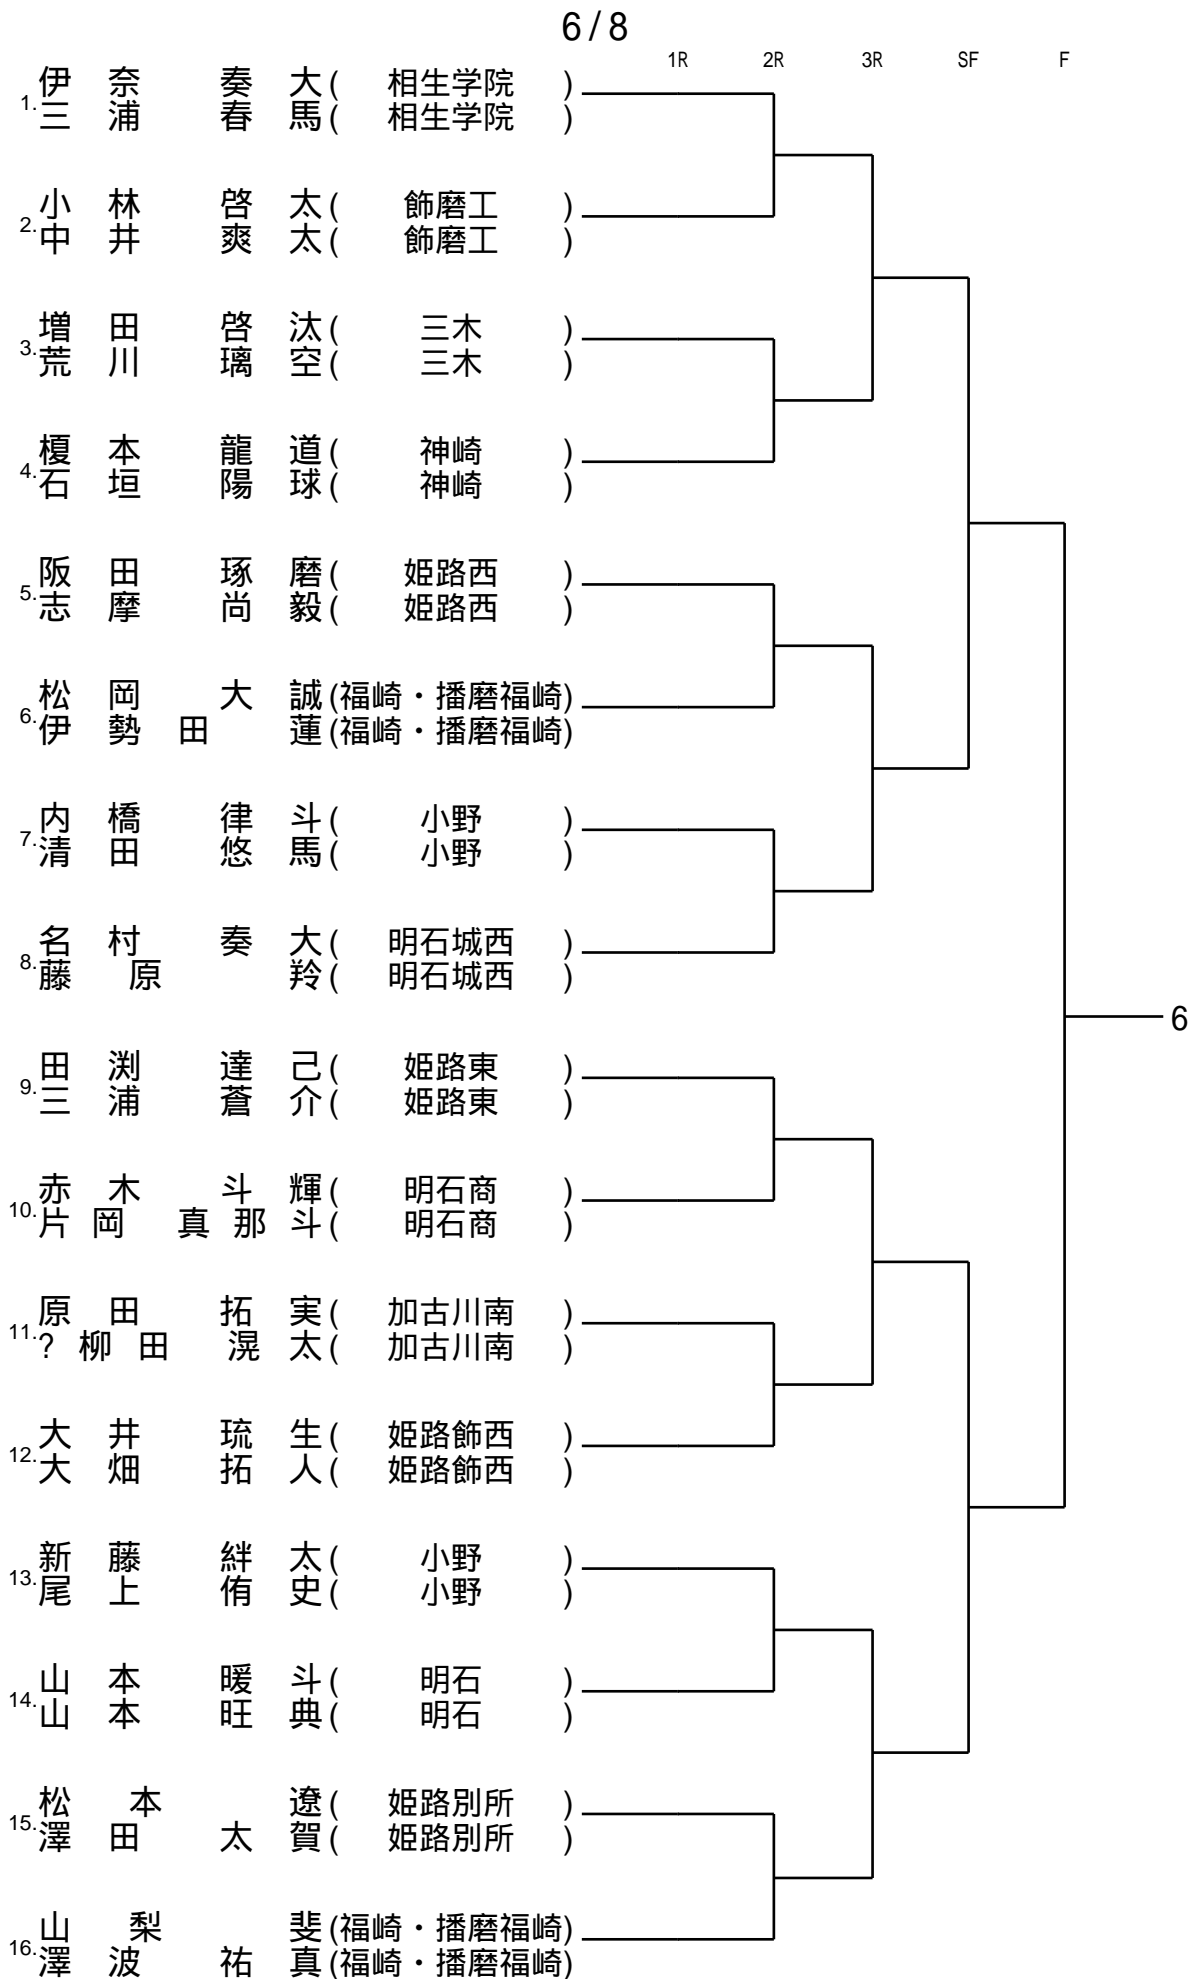 6/8
1R 2R 3R SF F
1. 伊奈 奏大(相生学院)
三浦 春馬(相生学院)
2. 小林 啓太(飾磨工)
中井 爽太(飾磨工)
3. 増田 啓汰(三木)
荒川 璃空(三木)
4. 榎本 龍道(神崎)
石垣 陽球(神崎)
5. 阪田 琢磨(姫路西)
志摩 尚毅(姫路西)
6. 松岡 大誠(福崎・播磨福崎)
伊勢田 蓮(福崎・播磨福崎)
7. 内橋 律斗(小野)
清田 悠馬(小野)
8. 名村 奏大(明石城西)
藤原 羚(明石城西)
6
9. 田渕 達己(姫路東)
三浦 蒼介(姫路東)
10. 赤木 斗輝(明石商)
片岡 真那斗(明石商)
11. 原田 拓実(加古川南)
?柳田 滉太(加古川南)
12. 大井 琉生(姫路飾西)
大畑 拓人(姫路飾西)
13. 新藤 絆太(小野)
尾上 侑史(小野)
14. 山本 暖斗(明石)
山本 旺典(明石)
15. 松本 遼(姫路別所)
澤田 太賀(姫路別所)
16. 山梨 斐(福崎・播磨福崎)
澤波 祐真(福崎・播磨福崎)